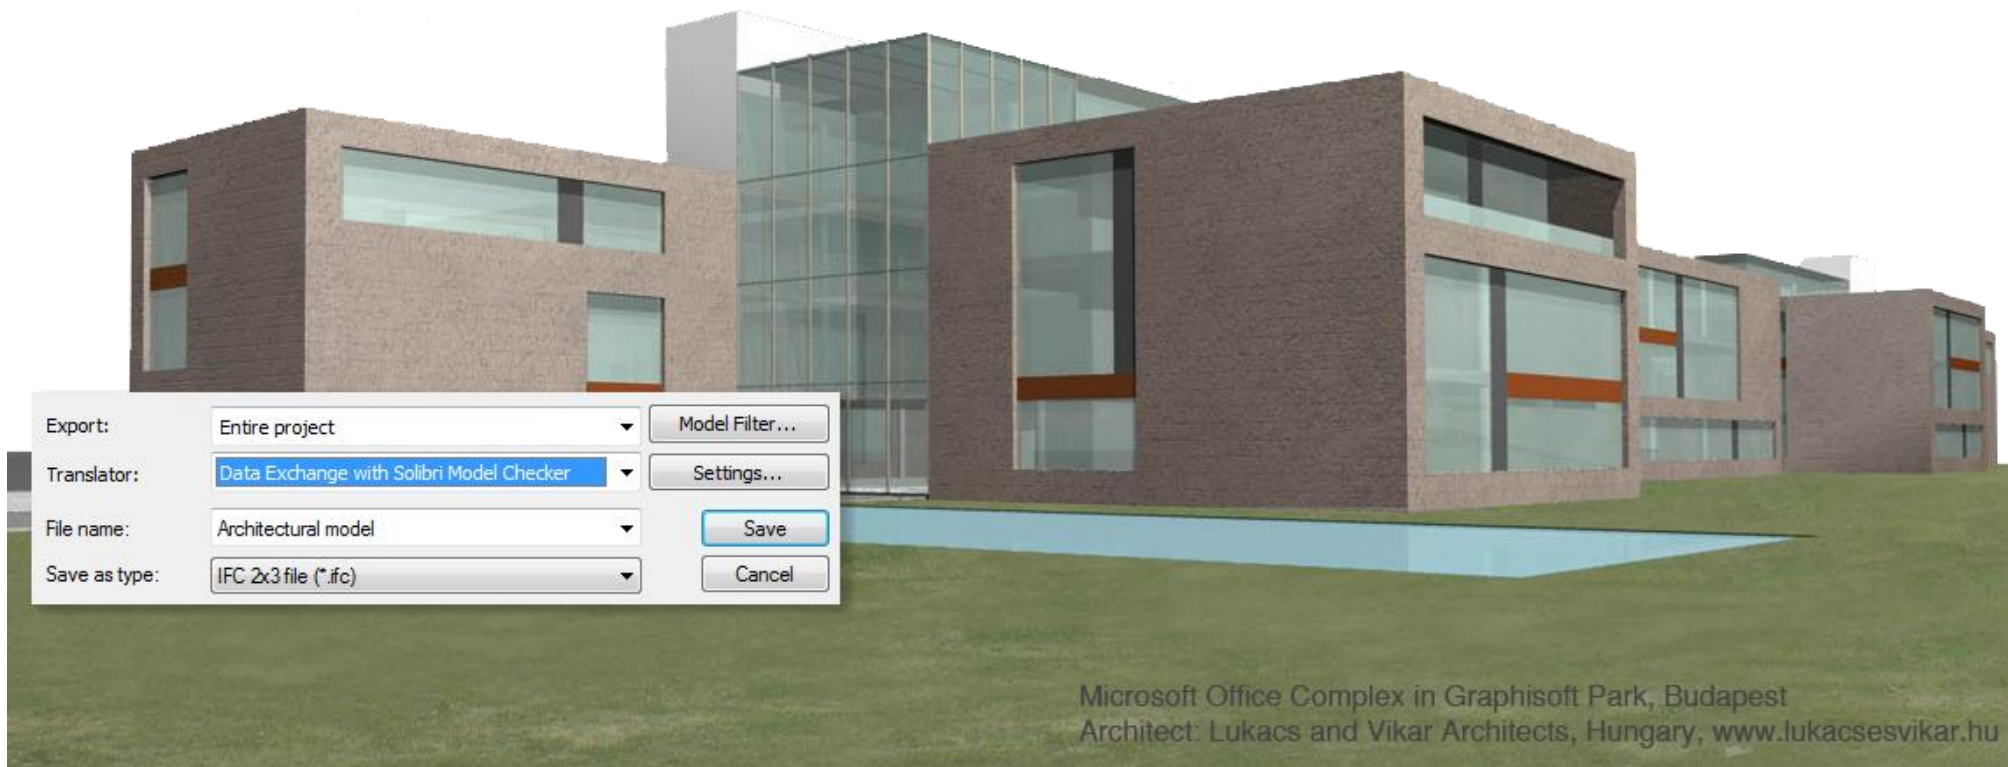 Export:
Entire project
Model Filter...
Translator:
Data Exchange with Solibri Model Checker
Settings...
File name:
Architectural model
Save
Save as type:
IFC 2x3 file (*.ifc)
Cancel
Microsoft Office Complex in Graphisoft Park, Budapest
Architect: Lukacs and Vikar Architects, Hungary, www.lukacsesvikar.hu